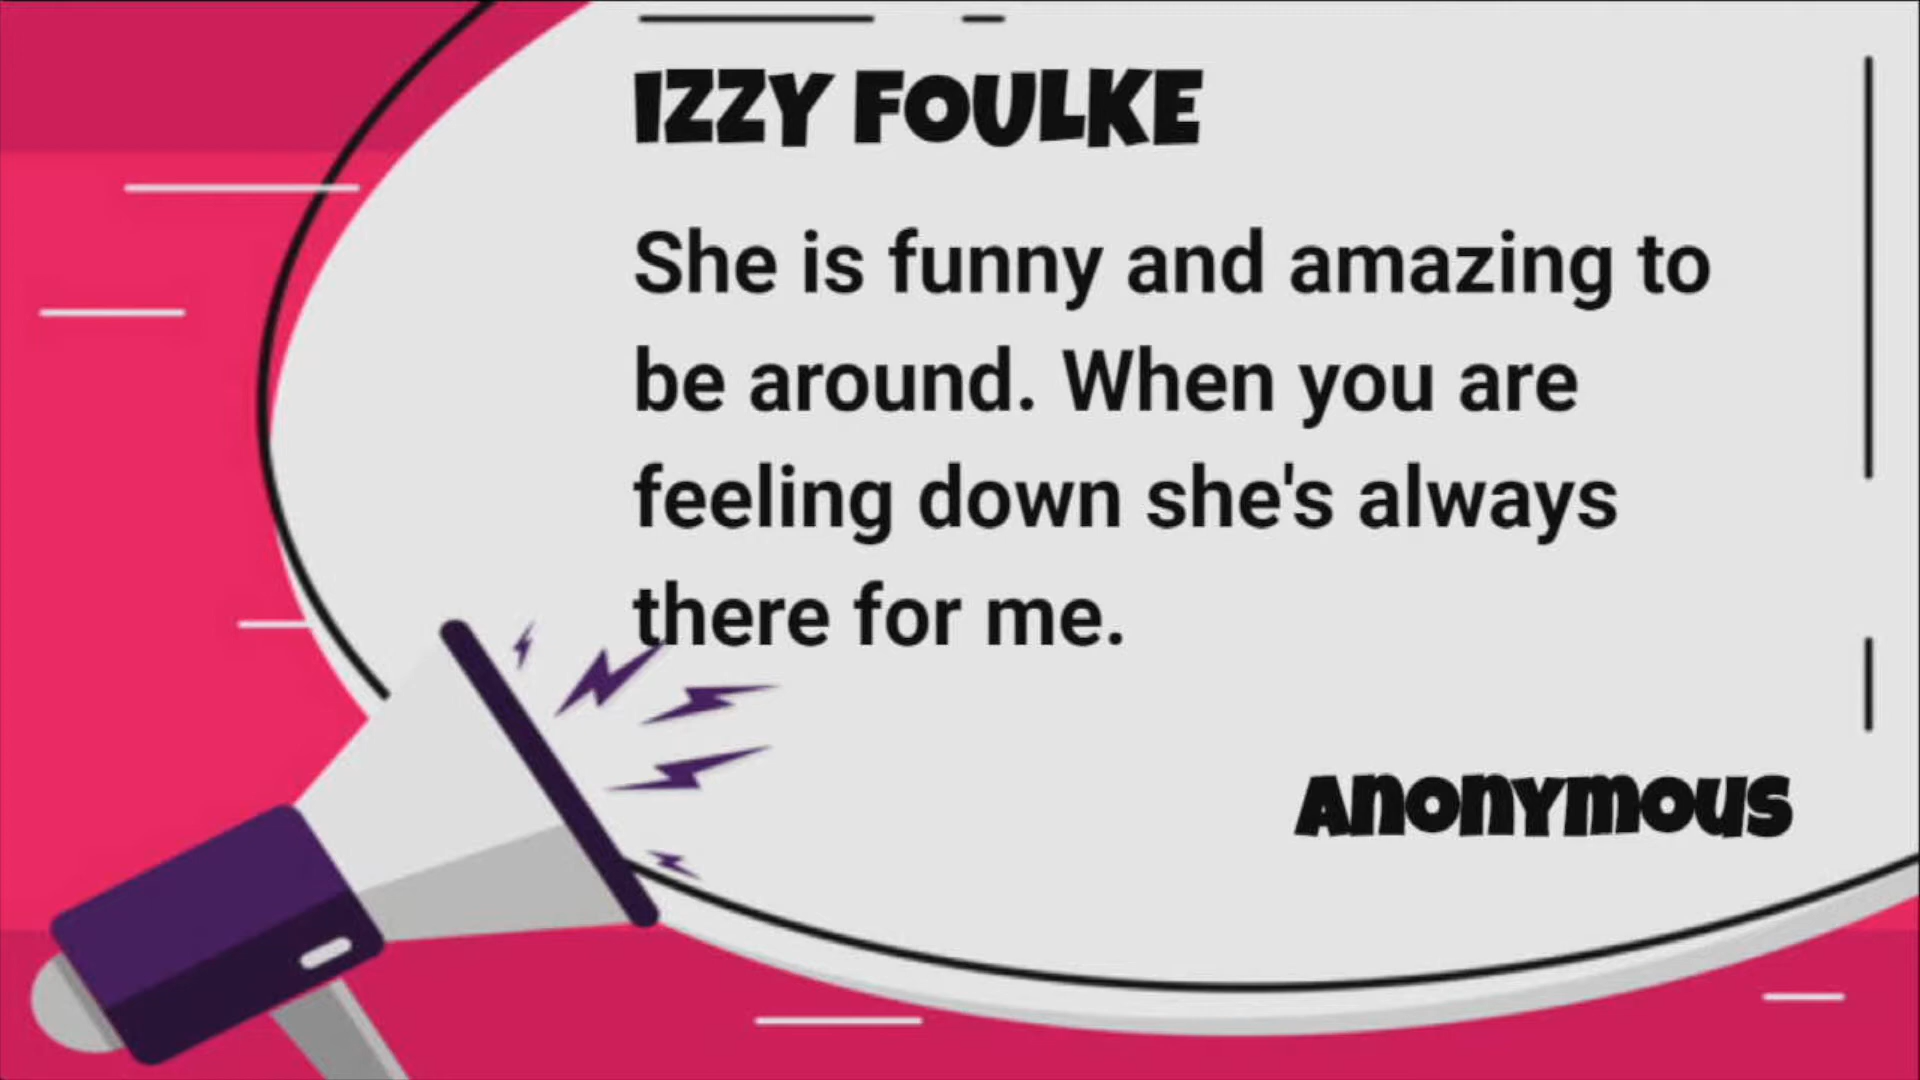 IZZY FOULKE
She is funny and amazing to
be around. When you are
feeling down she's always
there for me.
Anonymous